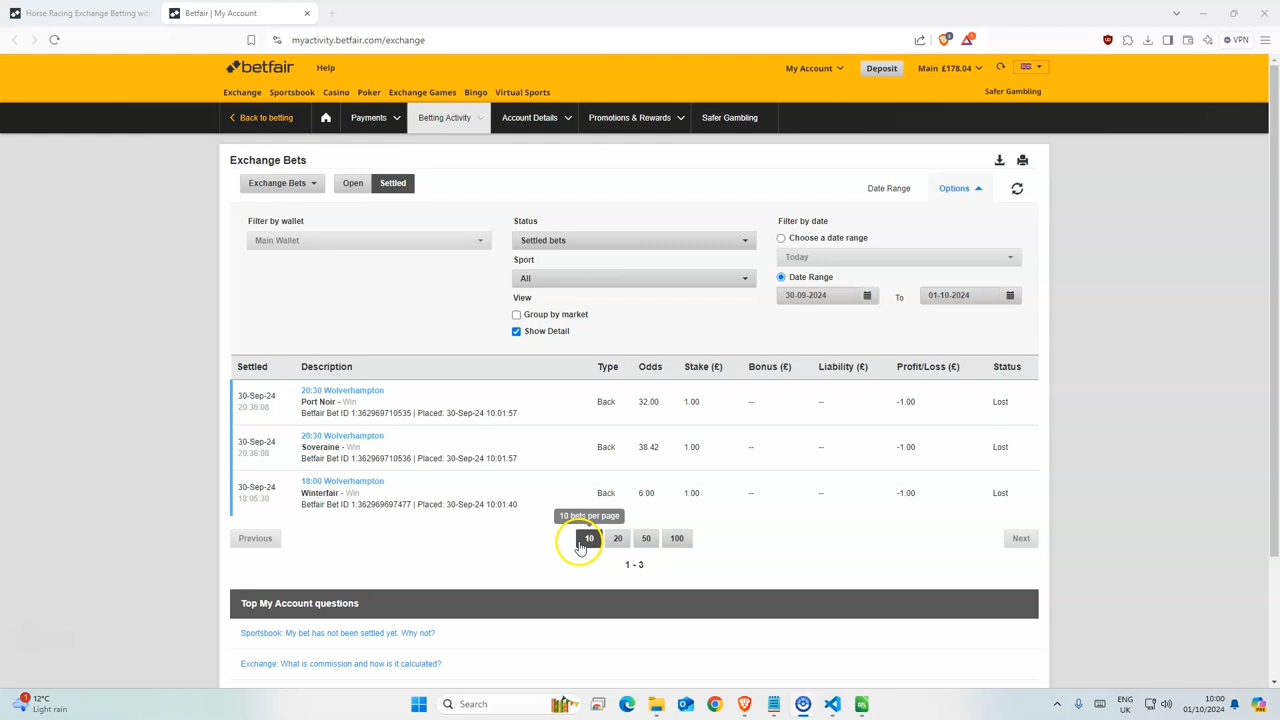 Horse Racing Exchange Betting with
Betfair | My Account
myactivity.betfair.com/exchange
VPN
betfair
Help
My Account
Deposit
Main £178.04
Exchange
Sportsbook
Casino
Poker
Exchange Games
Bingo
Virtual Sports
Safer Gambling
Back to betting
Payments
Betting Activity
Account Details
Promotions & Rewards
Safer Gambling
Exchange Bets
Exchange Bets
Open
Settled
Date Range
Options
Filter by wallet
Main Wallet
Status
Settled bets
Sport
All
View
Group by market
Show Detail
Filter by date
Choose a date range
Today
Date Range
30-09-2024
To
01-10-2024
Settled Description Type Odds Stake (£) Bonus (£) Liability (£) Profit/Loss (£) Status
30-Sep-24
20:36:08
20:30 Wolverhampton
Port Noir - Win
Betfair Bet ID 1:362969710535 | Placed: 30-Sep-24 10:01:57
Back 32.00 1.00 -- -- -1.00 Lost
30-Sep-24
20:36:08
20:30 Wolverhampton
Soveraine - Win
Betfair Bet ID 1:362969710536 | Placed: 30-Sep-24 10:01:57
Back 38.42 1.00 -- -- -1.00 Lost
30-Sep-24
18:05:30
18:00 Wolverhampton
Winterfair - Win
Betfair Bet ID 1:362969697477 | Placed: 30-Sep-24 10:01:40
Back 6.00 1.00 -- -- -1.00 Lost
10 bets per page
Previous
10
20
50
100
Next
1 - 3
Top My Account questions
Sportsbook: My bet has not been settled yet. Why not?
Exchange: What is commission and how is it calculated?
1
12°C
Light rain
Search
ENG
UK
10:00
01/10/2024